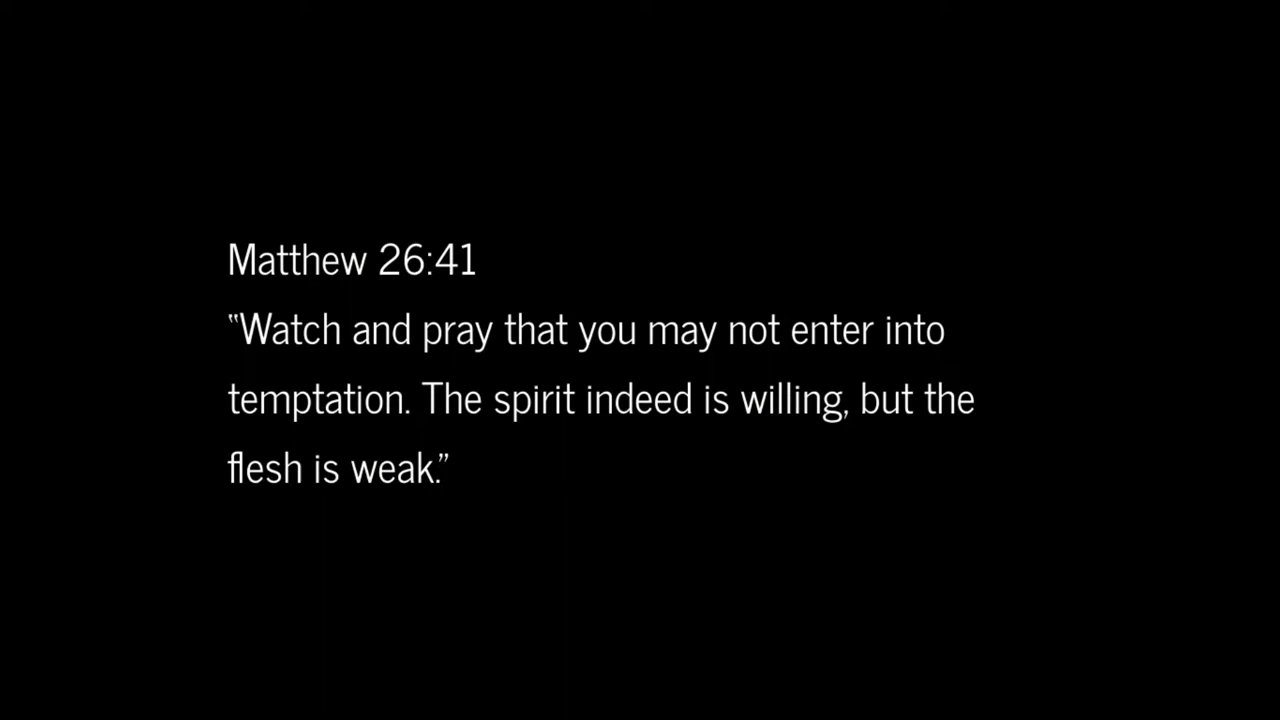 Matthew 26:41
“Watch and pray that you may not enter into
temptation. The spirit indeed is willing, but the
flesh is weak.”